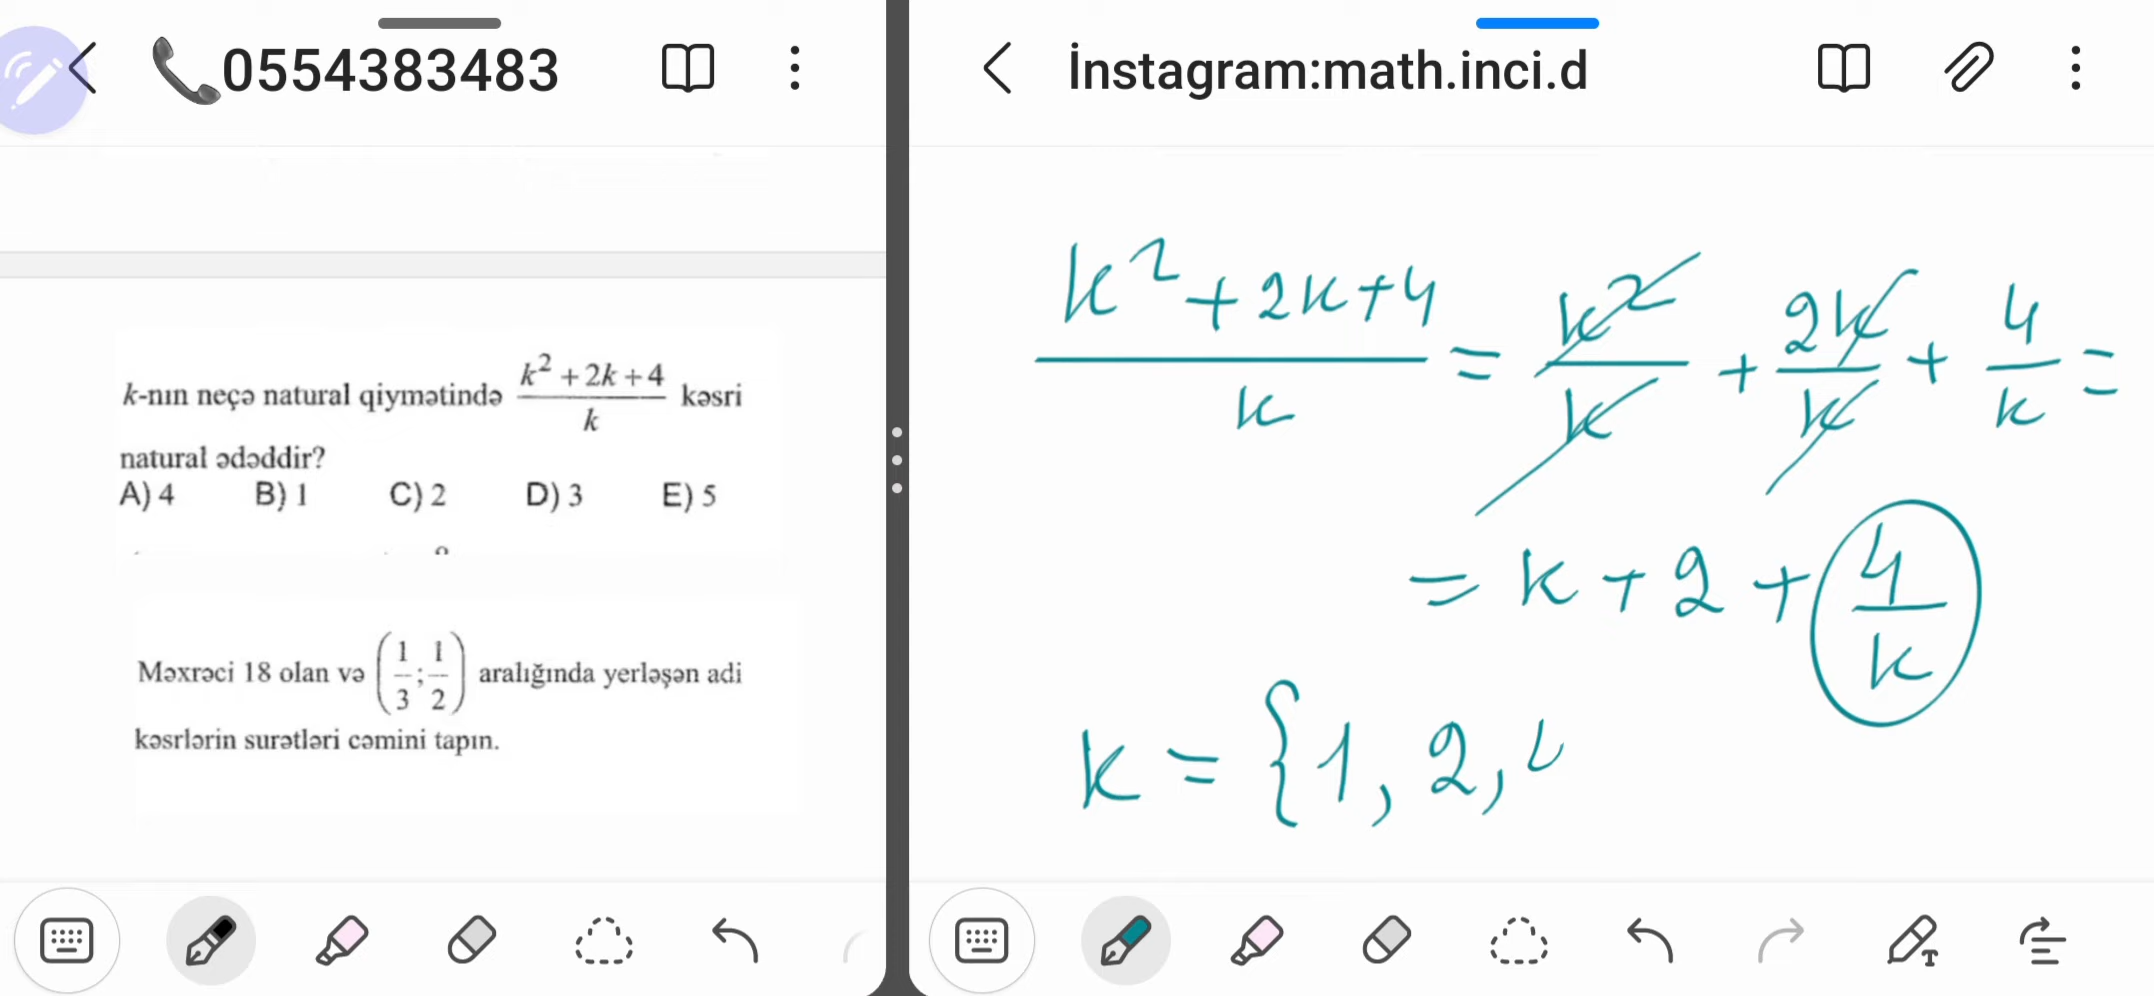 0554383483
k-nın neçə natural qiymətində (k² + 2k + 4)/k kəsri
natural ədəddir?
A) 4 B) 1 C) 2 D) 3 E) 5
Məxrəci 18 olan və (1/3; 1/2) aralığında yerləşən adi
kəsrlərin surətləri cəmini tapın.
İnstagram:math.inci.d
(k² + 2k + 4)/k = k²/k + 2k/k + 4/k =
= k + 2 + 4/k
k = {1, 2,